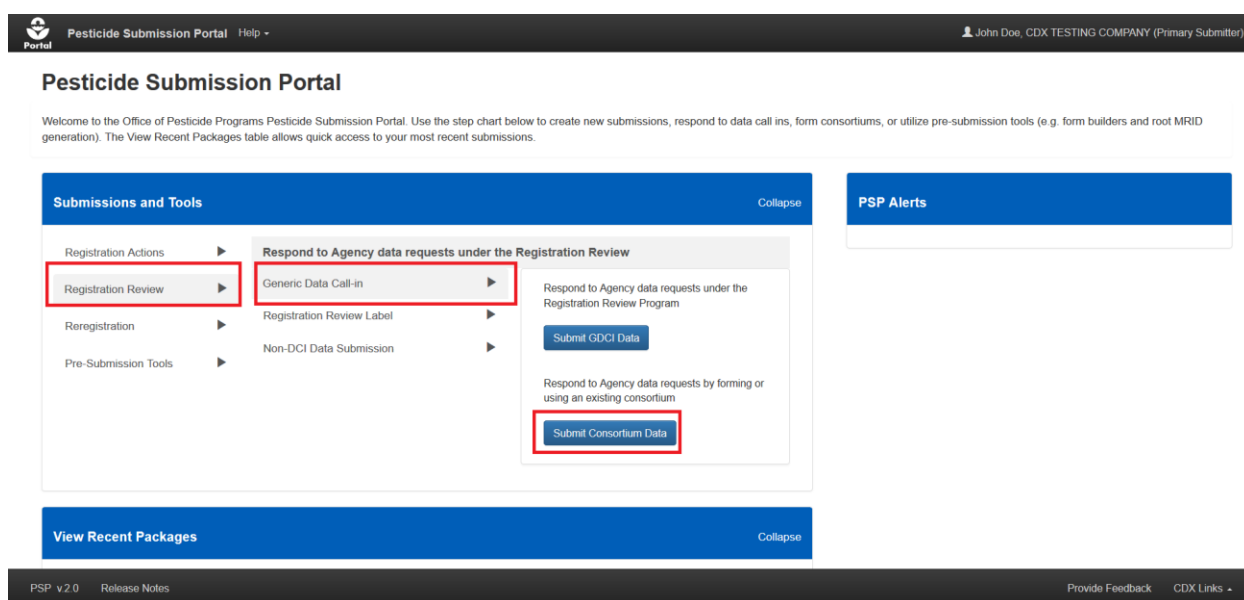 Portal
Pesticide Submission Portal Help
John Doe, CDX TESTING COMPANY (Primary Submitter)
Pesticide Submission Portal
Welcome to the Office of Pesticide Programs Pesticide Submission Portal. Use the step chart below to create new submissions, respond to data call ins, form consortiums, or utilize pre-submission tools (e.g. form builders and root MRID
generation). The View Recent Packages table allows quick access to your most recent submissions.
Submissions and Tools
Collapse
Registration Actions
Registration Review
Reregistration
Pre-Submission Tools
Respond to Agency data requests under the Registration Review
Generic Data Call-in
Registration Review Label
Non-DCI Data Submission
Respond to Agency data requests under the
Registration Review Program
Submit GDCI Data
Respond to Agency data requests by forming or
using an existing consortium
Submit Consortium Data
PSP Alerts
View Recent Packages
Collapse
PSP v.2.0 Release Notes
Provide Feedback CDX Links